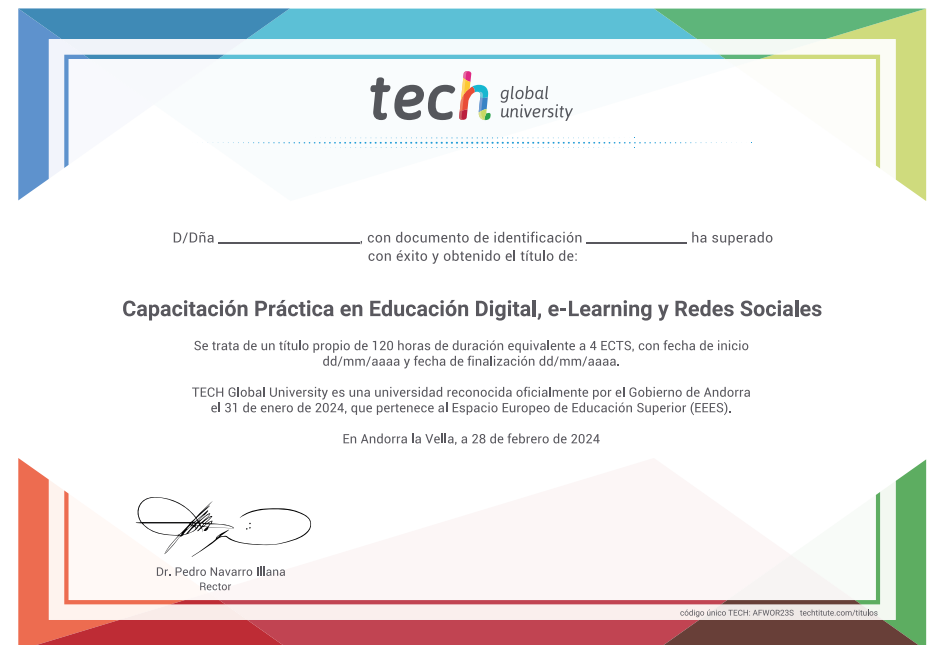 tech global university
D/Dña ________________, con documento de identificación ____________ ha superado
con éxito y obtenido el título de:
Capacitación Práctica en Educación Digital, e-Learning y Redes Sociales
Se trata de un título propio de 120 horas de duración equivalente a 4 ECTS, con fecha de inicio
dd/mm/aaaa y fecha de finalización dd/mm/aaaa.
TECH Global University es una universidad reconocida oficialmente por el Gobierno de Andorra
el 31 de enero de 2024, que pertenece al Espacio Europeo de Educación Superior (EEES).
En Andorra la Vella, a 28 de febrero de 2024
Dr. Pedro Navarro Illana
Rector
código único TECH: AFWOR23S techtitute.com/titulos